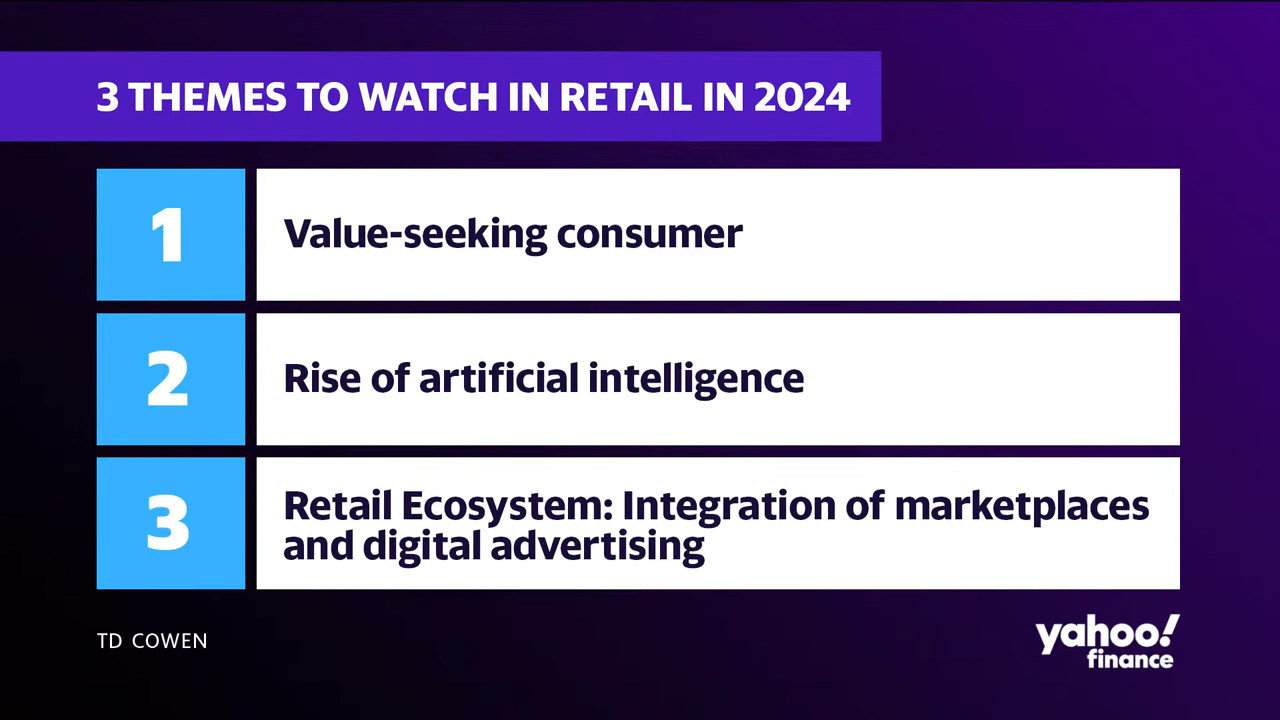 3 THEMES TO WATCH IN RETAIL IN 2024
1
Value-seeking consumer
2
Rise of artificial intelligence
3
Retail Ecosystem: Integration of marketplaces
and digital advertising
TD COWEN
yahoo!
finance